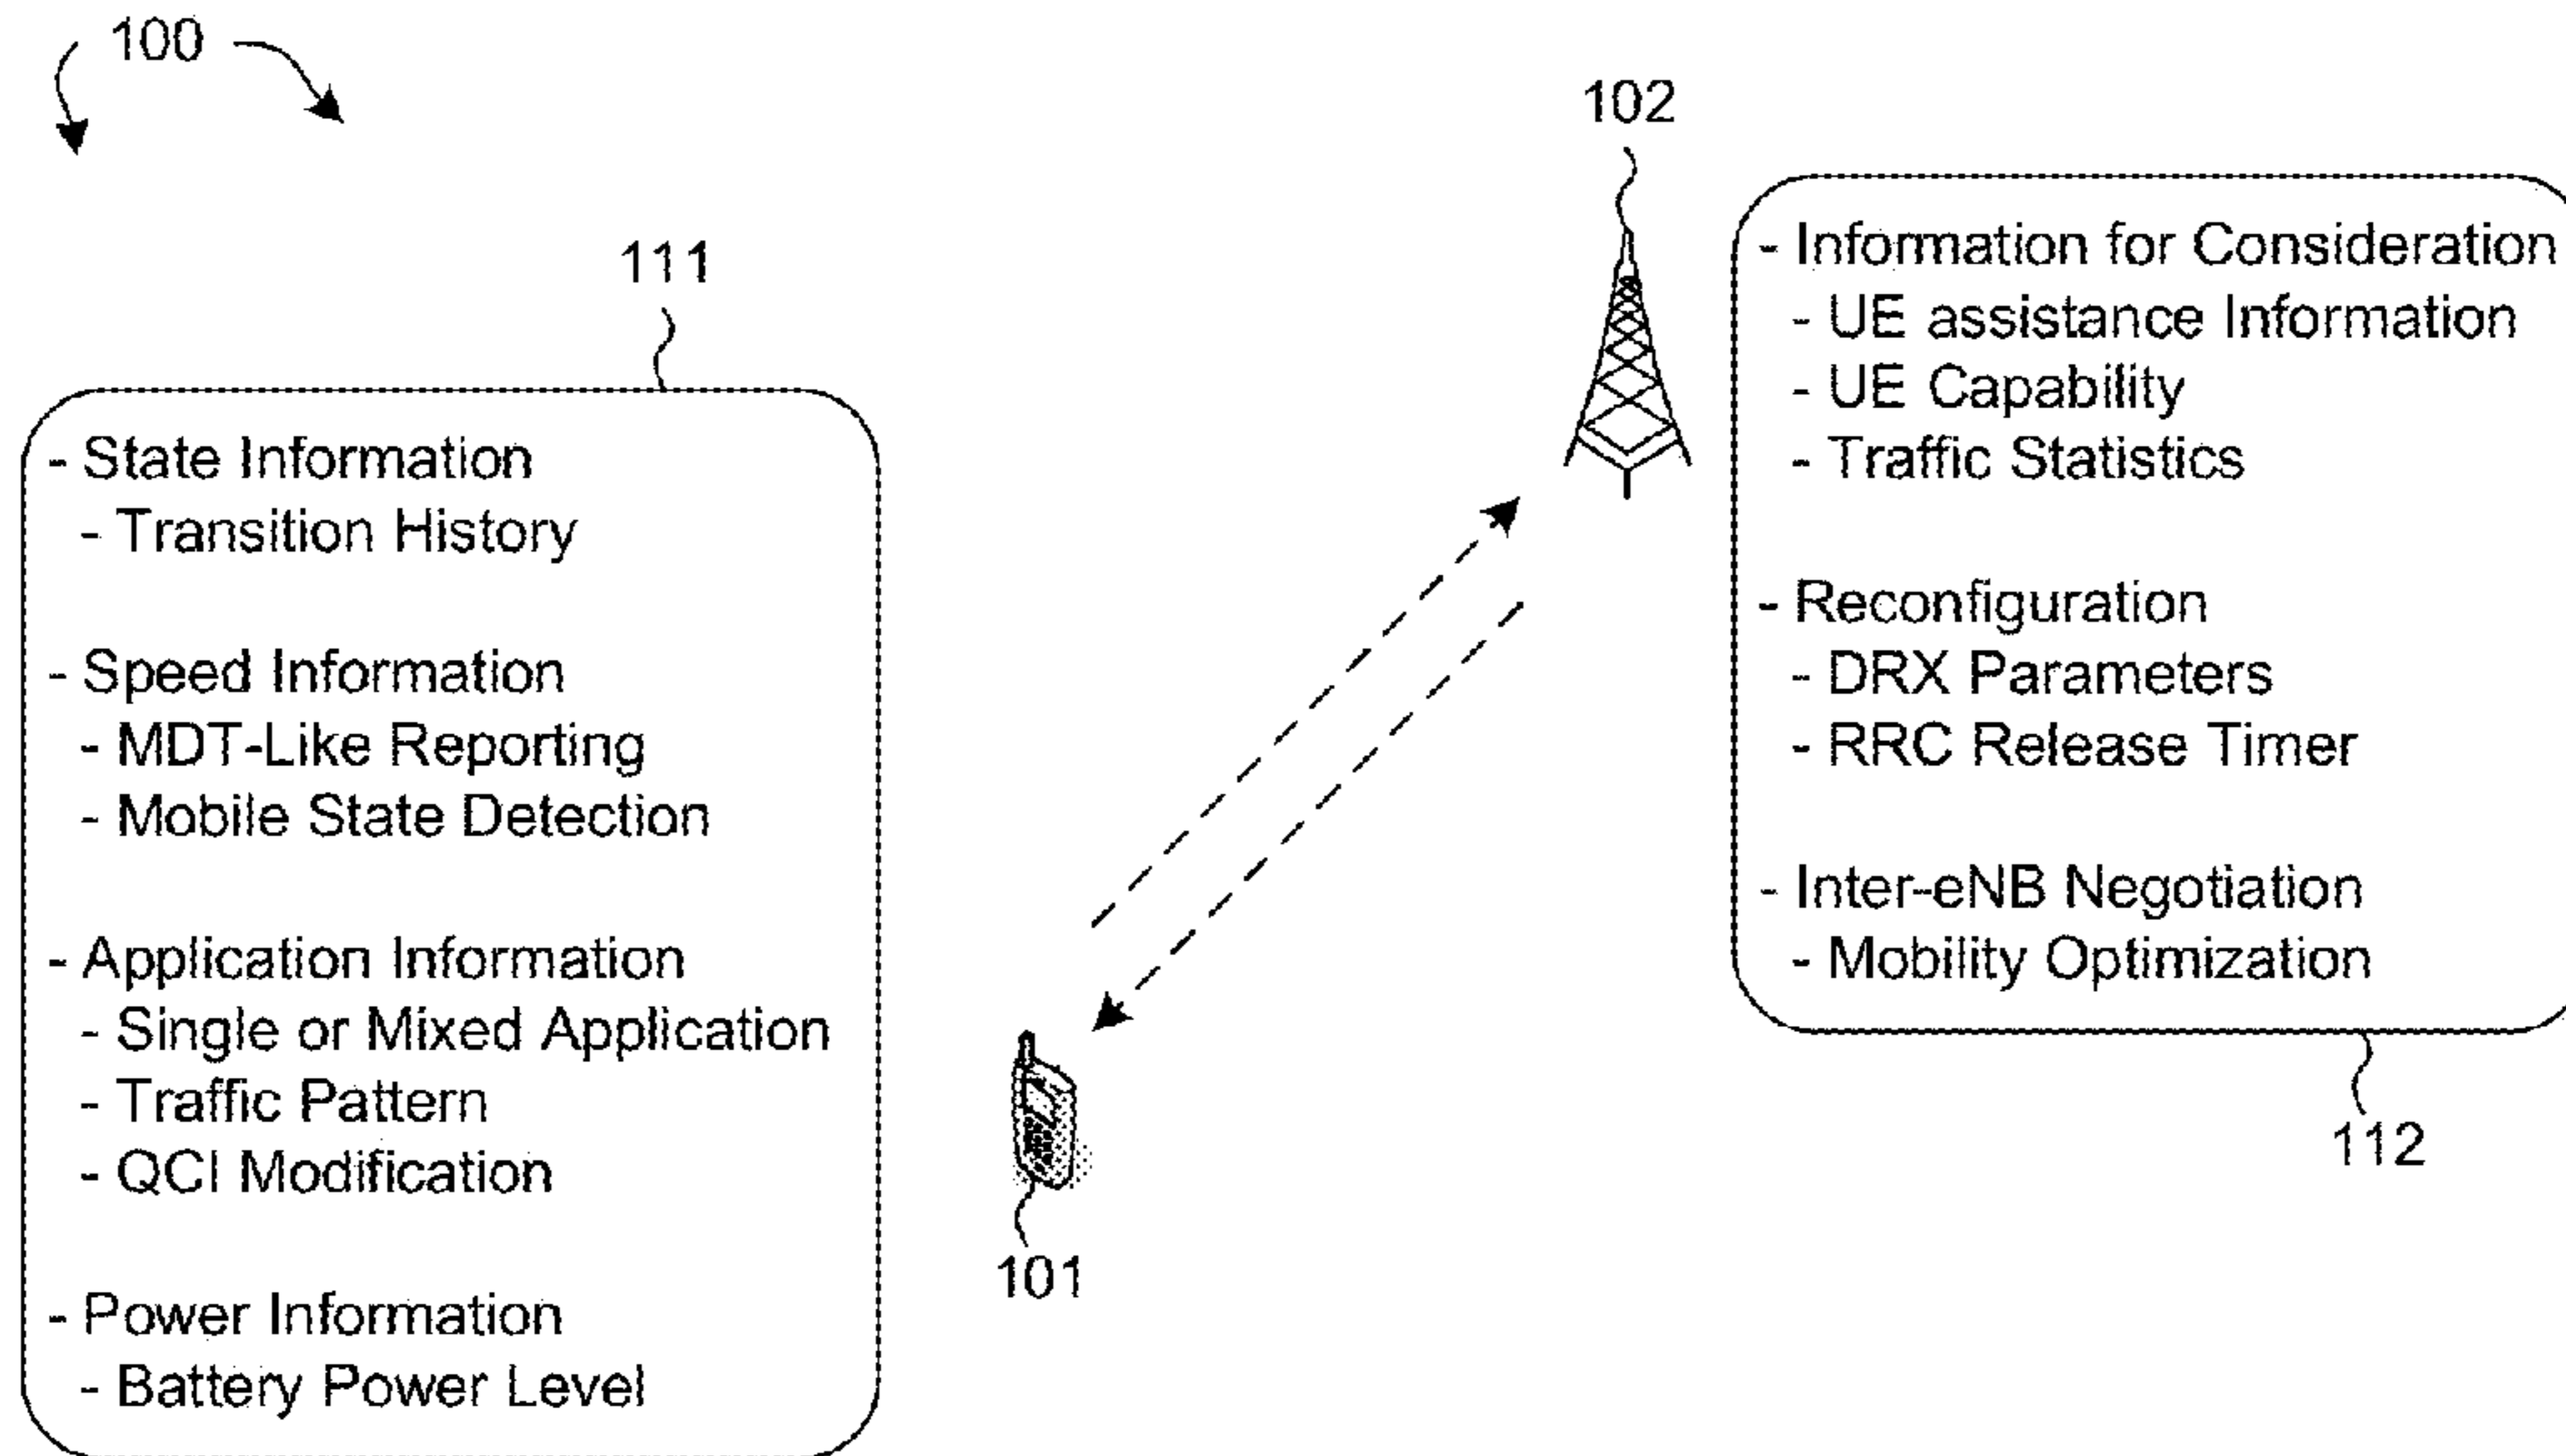 100
102
111
- State Information
- Transition History
- Speed Information
- MDT-Like Reporting
- Mobile State Detection
- Application Information
- Single or Mixed Application
- Traffic Pattern
- QCI Modification
- Power Information
- Battery Power Level
101
- Information for Consideration
- UE assistance Information
- UE Capability
- Traffic Statistics
- Reconfiguration
- DRX Parameters
- RRC Release Timer
- Inter-eNB Negotiation
- Mobility Optimization
112